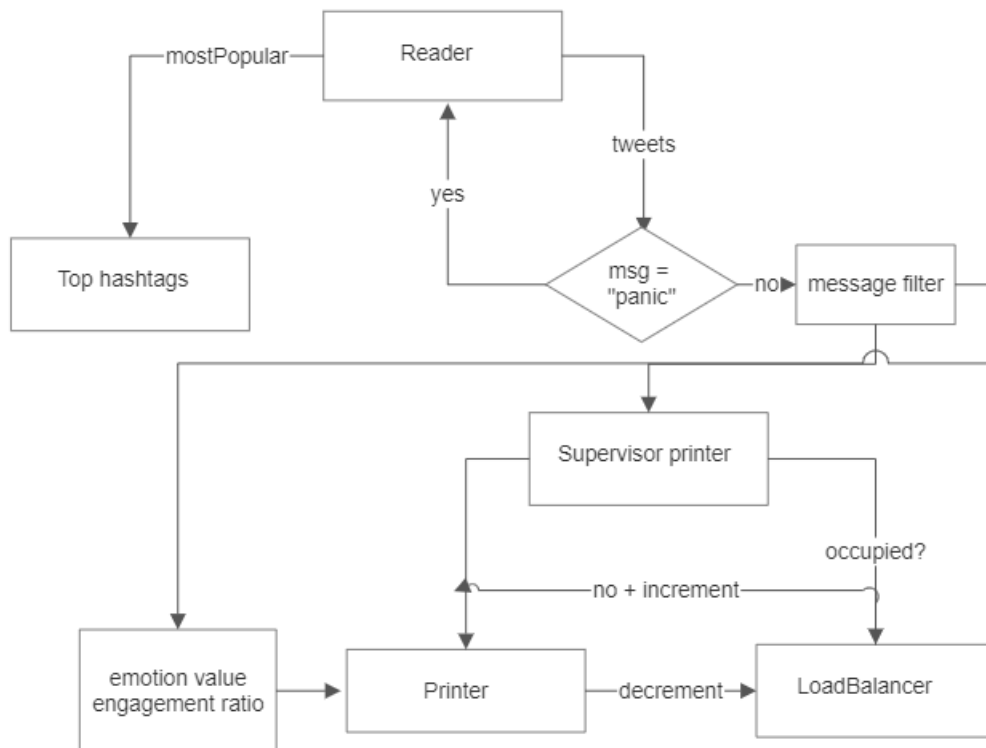 Reader
mostPopular
tweets
yes
Top hashtags
msg =
"panic"
no
message filter
Supervisor printer
occupied?
no + increment
emotion value
engagement ratio
Printer
decrement
LoadBalancer